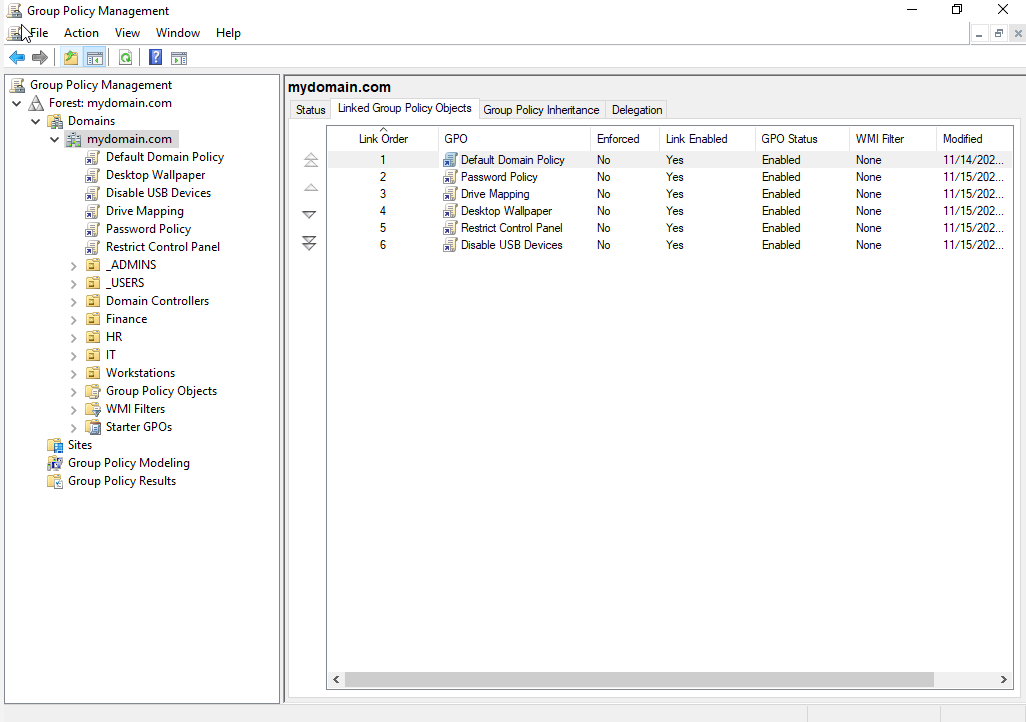 Group Policy Management
File Action View Window Help
Group Policy Management
Forest: mydomain.com
Domains
mydomain.com
Default Domain Policy
Desktop Wallpaper
Disable USB Devices
Drive Mapping
Password Policy
Restrict Control Panel
_ADMINS
_USERS
Domain Controllers
Finance
HR
IT
Workstations
Group Policy Objects
WMI Filters
Starter GPOs
Sites
Group Policy Modeling
Group Policy Results
mydomain.com
Status Linked Group Policy Objects Group Policy Inheritance Delegation
Link Order GPO Enforced Link Enabled GPO Status WMI Filter Modified
1 Default Domain Policy No Yes Enabled None 11/14/202...
2 Password Policy No Yes Enabled None 11/15/202...
3 Drive Mapping No Yes Enabled None 11/15/202...
4 Desktop Wallpaper No Yes Enabled None 11/15/202...
5 Restrict Control Panel No Yes Enabled None 11/15/202...
6 Disable USB Devices No Yes Enabled None 11/15/202...